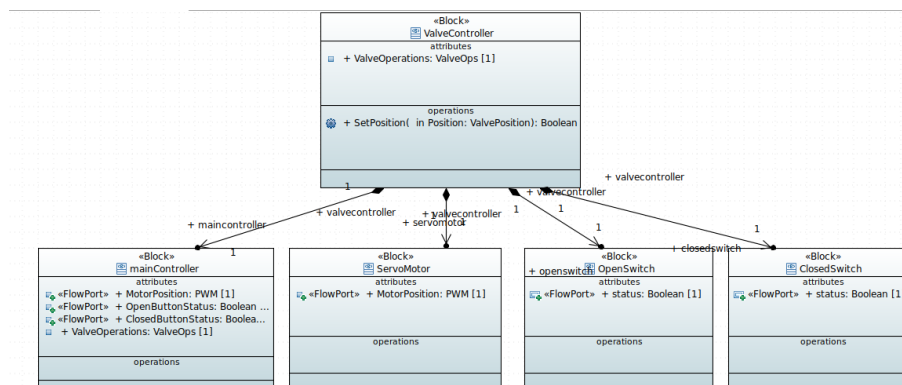 «Block»
ValveController
attributes
+ ValveOperations: ValveOps [1]
operations
+ SetPosition( in Position: ValvePosition): Boolean
1
+ valvecontroller
+ maincontroller
1
+ valvecontroller
1
+ servomotor
1
+ valvecontroller
1
+ openswitch
1
+ valvecontroller
1
+ closedswitch
1
«Block»
mainController
attributes
«FlowPort» + MotorPosition: PWM [1]
«FlowPort» + OpenButtonStatus: Boolean ...
«FlowPort» + ClosedButtonStatus: Boolea...
+ ValveOperations: ValveOps [1]
operations
«Block»
ServoMotor
attributes
«FlowPort» + MotorPosition: PWM [1]
operations
«Block»
OpenSwitch
attributes
«FlowPort» + status: Boolean [1]
operations
«Block»
ClosedSwitch
attributes
«FlowPort» + status: Boolean [1]
operations